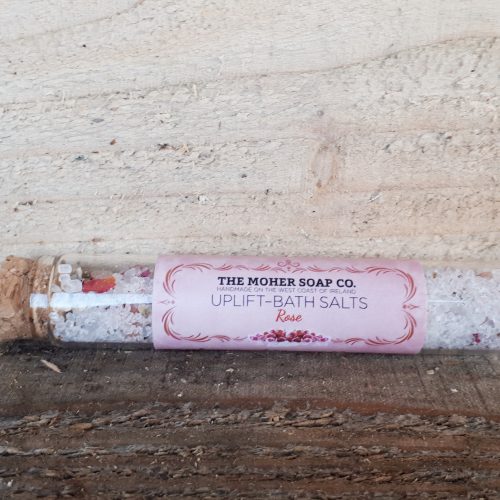 THE MOHER SOAP CO.
HANDMADE ON THE WEST COAST OF IRELAND
UPLIFT-BATH SALTS
Rose